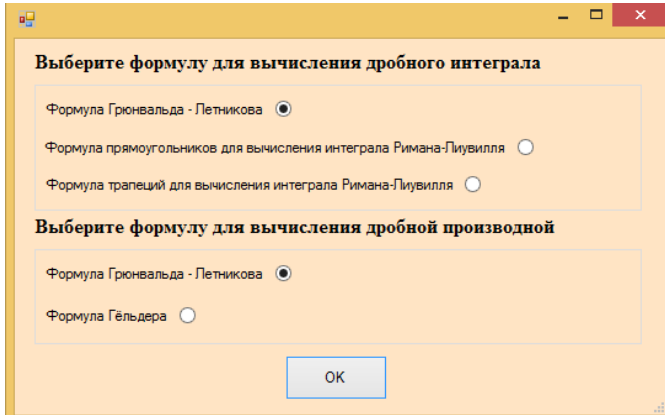 Выберите формулу для вычисления дробного интеграла
Формула Грюнвальда - Летникова
Формула прямоугольников для вычисления интеграла Римана-Лиувилля
Формула трапеций для вычисления интеграла Римана-Лиувилля
Выберите формулу для вычисления дробной производной
Формула Грюнвальда - Летникова
Формула Гёльдера
OK